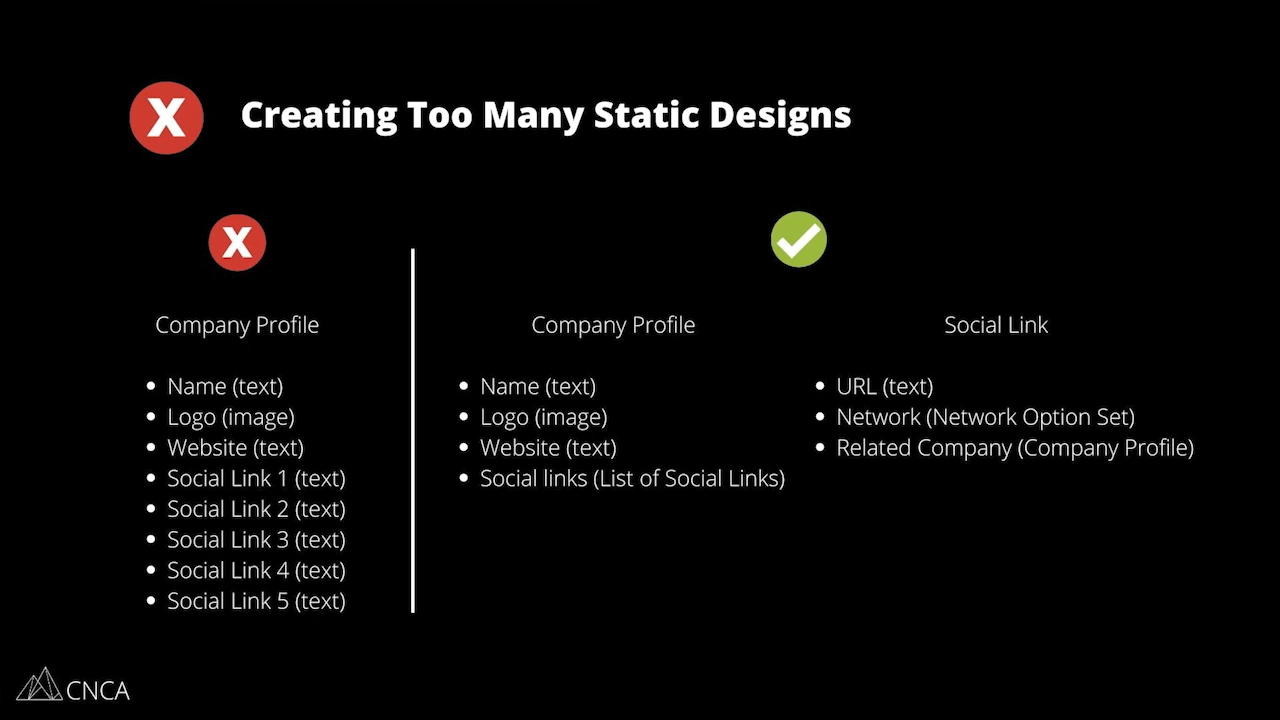 X Creating Too Many Static Designs
X
Company Profile
• Name (text)
• Logo (image)
• Website (text)
• Social Link 1 (text)
• Social Link 2 (text)
• Social Link 3 (text)
• Social Link 4 (text)
• Social Link 5 (text)
Company Profile
• Name (text)
• Logo (image)
• Website (text)
• Social links (List of Social Links)
Social Link
• URL (text)
• Network (Network Option Set)
• Related Company (Company Profile)
CNCA